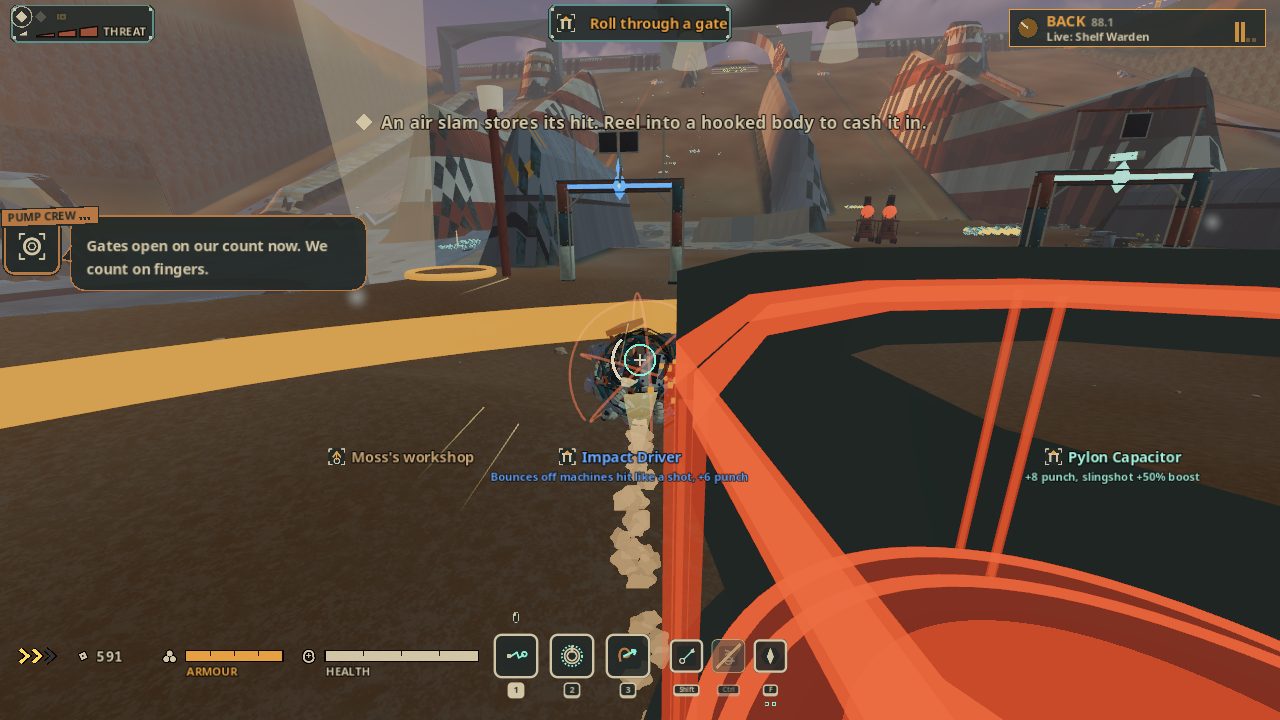 THREAT
Roll through a gate
BACK 88.1
Live: Shelf Warden
An air slam stores its hit. Reel into a hooked body to cash it in.
PUMP CREW
Gates open on our count now. We
count on fingers.
Moss's workshop
Impact Driver
Bounces off machines hit like a shot, +6 punch
Pylon Capacitor
+8 punch, slingshot +50% boost
591
ARMOUR
HEALTH
1
2
3
Shift
Ctrl
F